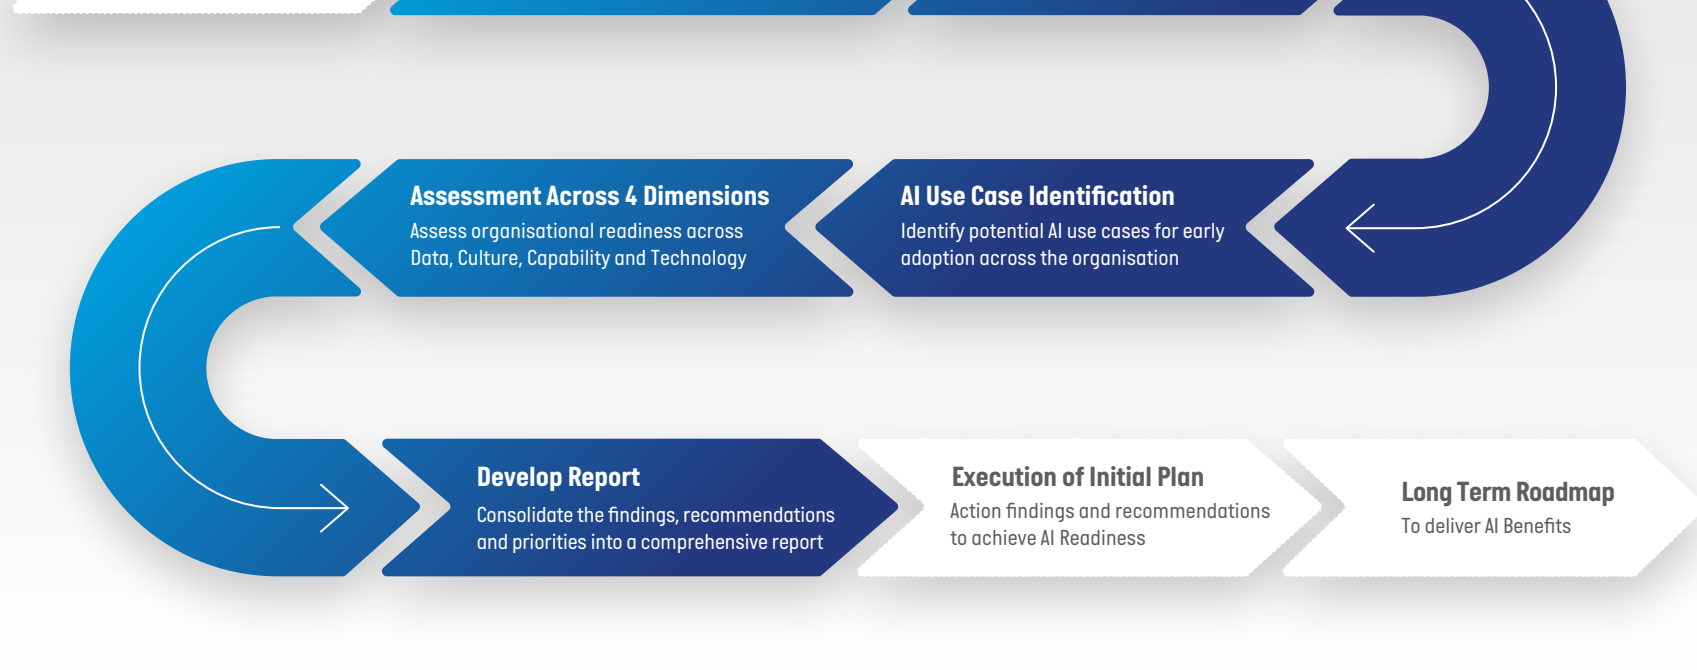 Assessment Across 4 Dimensions
Assess organisational readiness across
Data, Culture, Capability and Technology
AI Use Case Identification
Identify potential AI use cases for early
adoption across the organisation
Develop Report
Consolidate the findings, recommendations
and priorities into a comprehensive report
Execution of Initial Plan
Action findings and recommendations
to achieve AI Readiness
Long Term Roadmap
To deliver AI Benefits